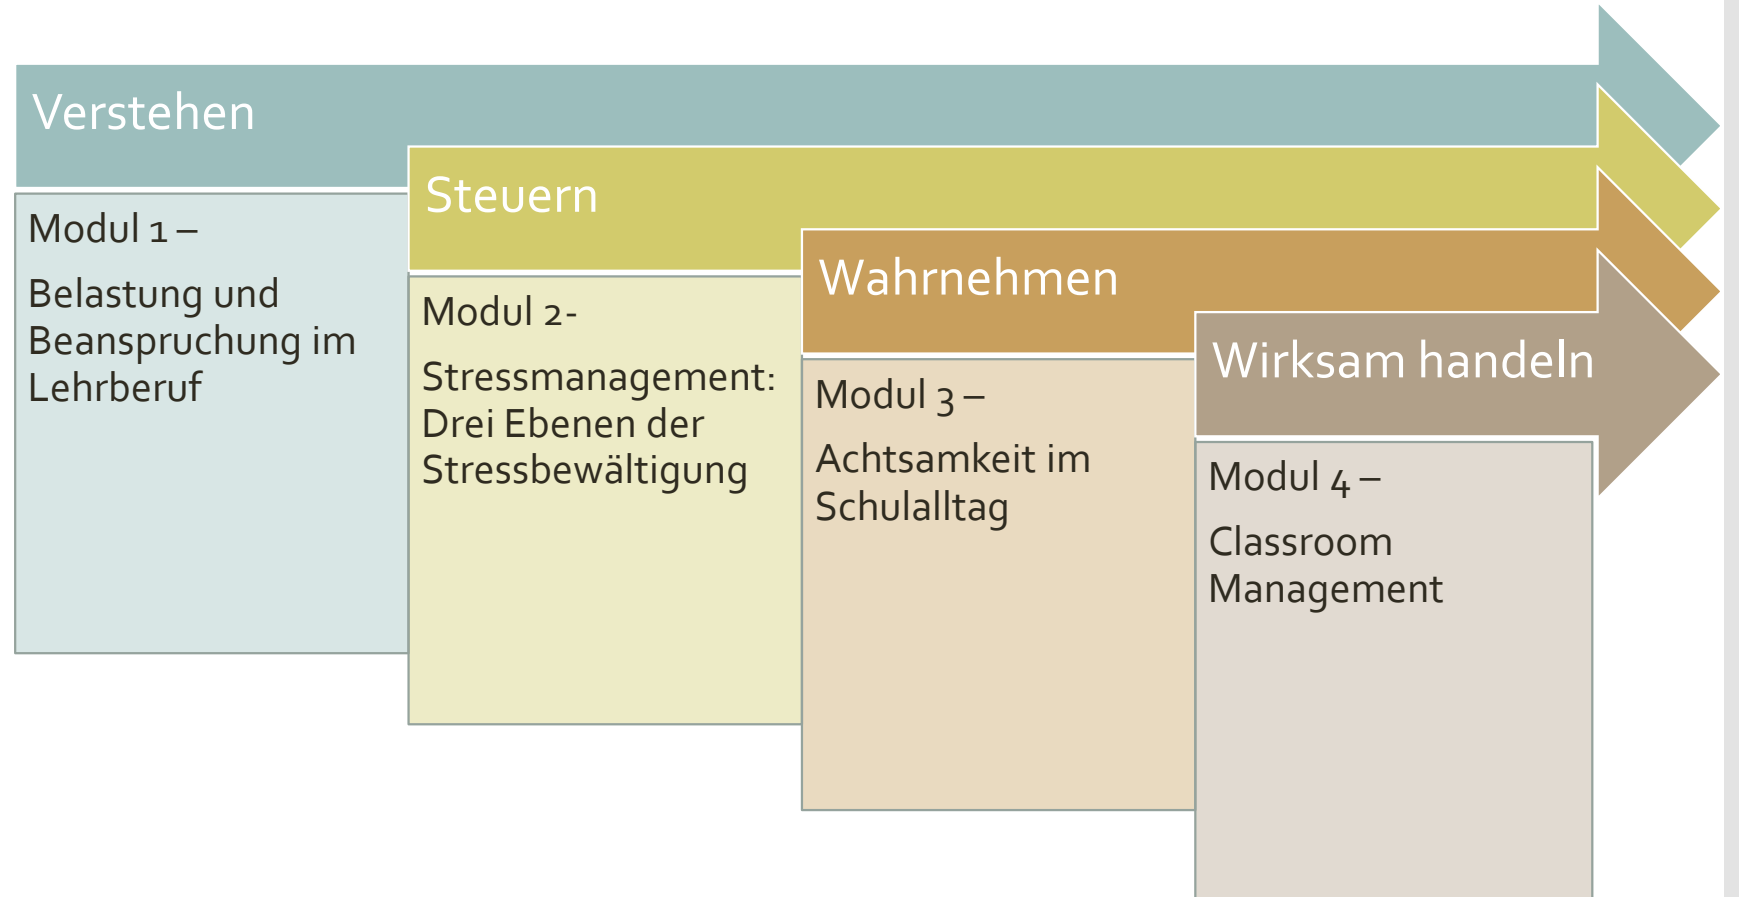 Verstehen
Modul 1 –
Belastung und
Beanspruchung im
Lehrberuf
Steuern
Modul 2-
Stressmanagement:
Drei Ebenen der
Stressbewältigung
Wahrnehmen
Modul 3 –
Achtsamkeit im
Schulalltag
Wirksam handeln
Modul 4 –
Classroom
Management